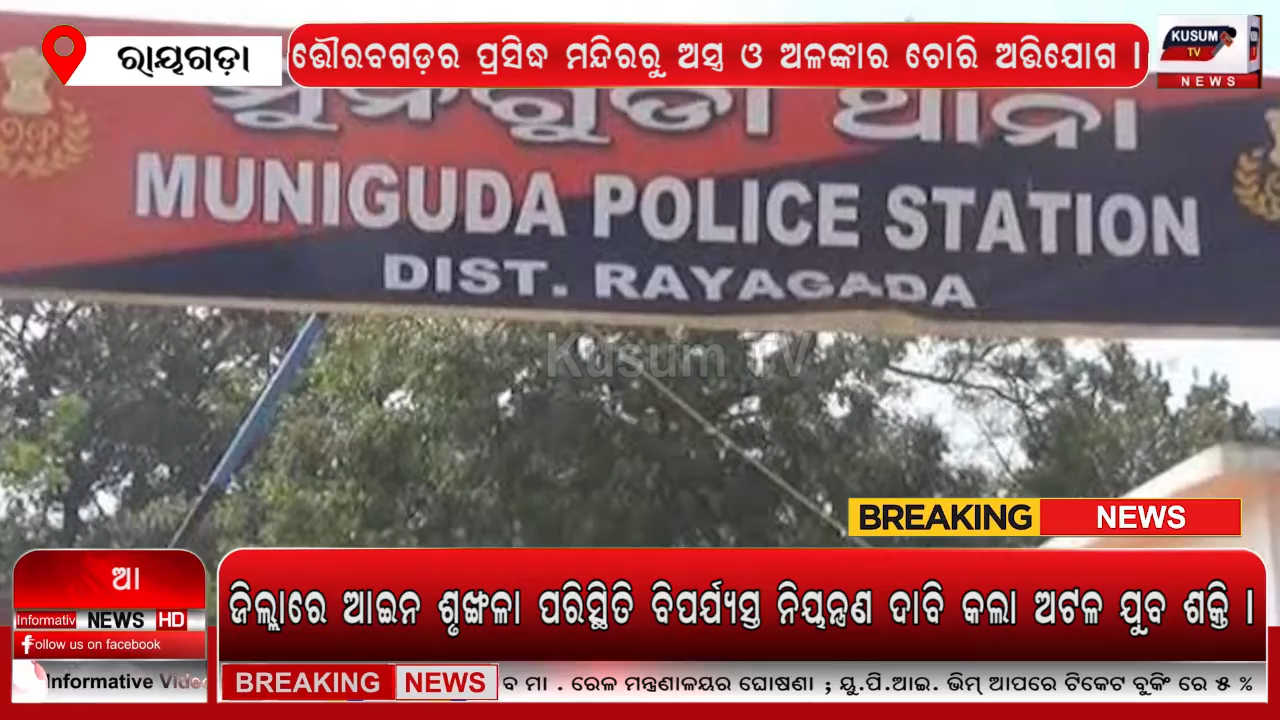 ରାୟଗଡ଼ା
ଭୌରବଗଡ଼ର ପ୍ରସିଦ୍ଧ ମନ୍ଦିରରୁ ଅସ୍ତ୍ର ଓ ଅଳଙ୍କାର ଚୋରି ଅଭିଯୋଗ ।
KUSUM
TV
NEWS
ମୁନିଗୁଡା ଥାନା
MUNIGUDA POLICE STATION
DIST. RAYAGADA
Kusum TV
BREAKING NEWS
ଆ
Informativ NEWS HD
Follow us on facebook
Informative Video
ଜିଲ୍ଲାରେ ଆଇନ ଶୃଙ୍ଖଳା ପରିସ୍ଥିତି ବିପର୍ଯ୍ୟସ୍ତ ନିୟନ୍ତ୍ରଣ ଦାବି କଲା ଅଟଳ ଯୁବ ଶକ୍ତି ।
BREAKING NEWS ବ ମା . ରେଳ ମନ୍ତ୍ରଣାଳୟର ଘୋଷଣା ; ୟୁ.ପି.ଆଇ. ଭିମ୍ ଆପରେ ଟିକେଟ ବୁକିଂ ରେ ୫ %